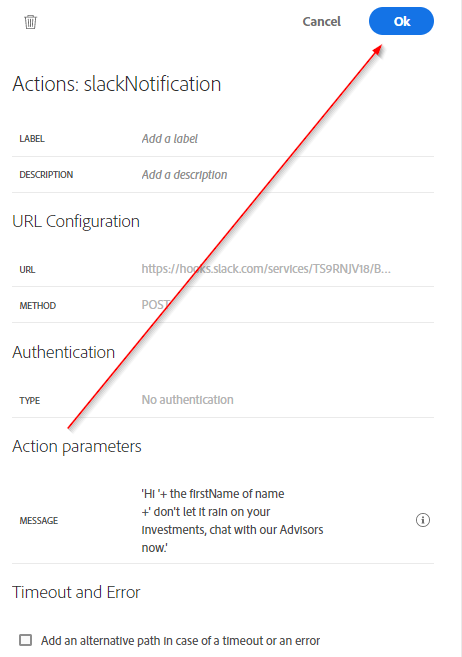 Cancel
Ok
Actions: slackNotification
LABEL
Add a label
DESCRIPTION
Add a description
URL Configuration
URL
https://hooks.slack.com/services/TS9RNJV18/B...
METHOD
POST
Authentication
TYPE
No authentication
Action parameters
MESSAGE
'Hi '+ the firstName of name
+' don't let it rain on your
investments, chat with our Advisors
now.'
Timeout and Error
Add an alternative path in case of a timeout or an error